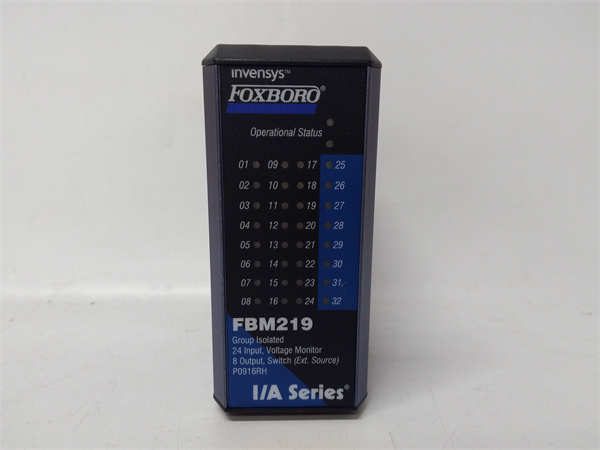 invensys™
FOXBORO®
Operational Status
01 09 17 25
02 10 18 26
03 11 19 27
04 12 20 28
05 13 21 29
06 14 22 30
07 15 23 31
08 16 24 32
FBM219
Group Isolated
24 Input, Voltage Monitor
8 Output, Switch (Ext. Source)
P0916RH
I/A Series®